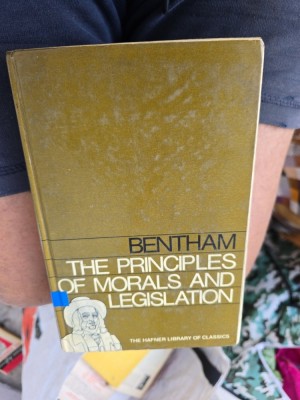 BENTHAM
THE PRINCIPLES
OF MORALS AND
LEGISLATION
THE HAFNER LIBRARY OF CLASSICS